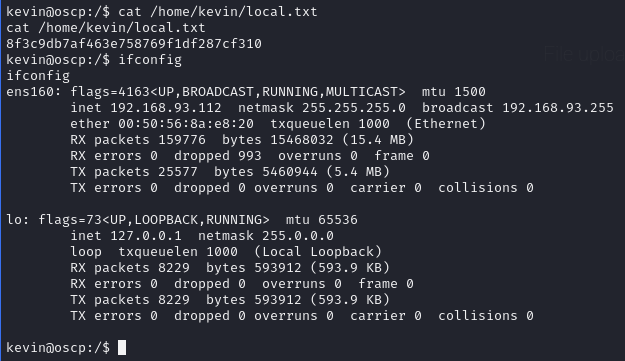 kevin@oscp:/$ cat /home/kevin/local.txt
cat /home/kevin/local.txt
8f3c9db7af463e758769f1df287cf310
kevin@oscp:/$ ifconfig
ifconfig
ens160: flags=4163<UP,BROADCAST,RUNNING,MULTICAST>  mtu 1500
        inet 192.168.93.112  netmask 255.255.255.0  broadcast 192.168.93.255
        ether 00:50:56:8a:e8:20  txqueuelen 1000  (Ethernet)
        RX packets 159776  bytes 15468032 (15.4 MB)
        RX errors 0  dropped 993  overruns 0  frame 0
        TX packets 25577  bytes 5460944 (5.4 MB)
        TX errors 0  dropped 0 overruns 0  carrier 0  collisions 0

lo: flags=73<UP,LOOPBACK,RUNNING>  mtu 65536
        inet 127.0.0.1  netmask 255.0.0.0
        loop  txqueuelen 1000  (Local Loopback)
        RX packets 8229  bytes 593912 (593.9 KB)
        RX errors 0  dropped 0  overruns 0  frame 0
        TX packets 8229  bytes 593912 (593.9 KB)
        TX errors 0  dropped 0 overruns 0  carrier 0  collisions 0

kevin@oscp:/$